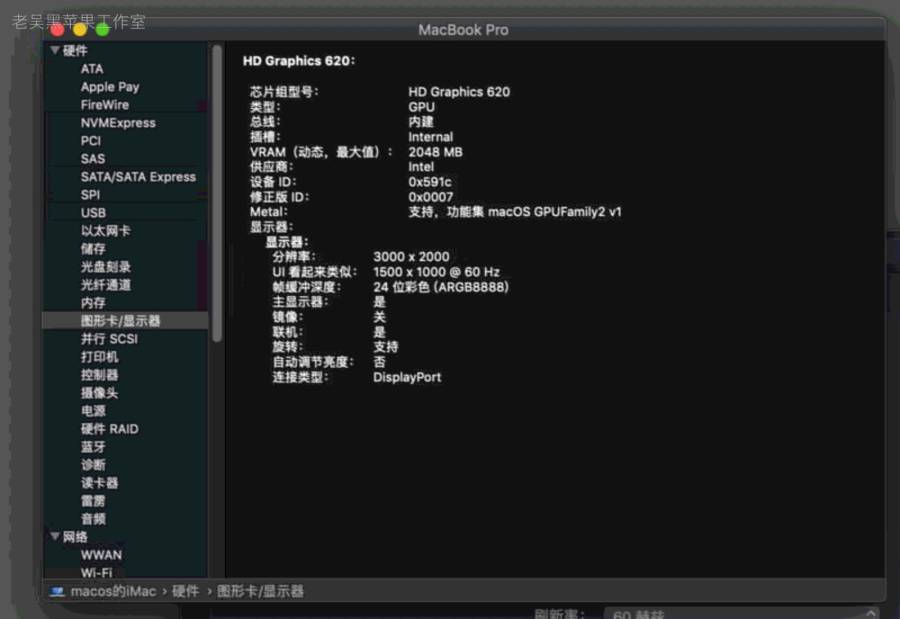 老吴黑苹果工作室
MacBook Pro
硬件
ATA
Apple Pay
FireWire
NVMExpress
PCI
SAS
SATA/SATA Express
SPI
USB
以太网卡
储存
光盘刻录
光纤通道
内存
图形卡/显示器
并行 SCSI
打印机
控制器
摄像头
电源
硬件 RAID
蓝牙
诊断
读卡器
雷雳
音频
网络
WWAN
Wi-Fi
HD Graphics 620:
芯片组型号: HD Graphics 620
类型: GPU
总线: 内建
插槽: Internal
VRAM（动态，最大值）: 2048 MB
供应商: Intel
设备 ID: 0x591c
修正版 ID: 0x0007
Metal: 支持，功能集 macOS GPUFamily2 v1
显示器:
显示器:
分辨率: 3000 x 2000
UI 看起来类似: 1500 x 1000 @ 60 Hz
帧缓冲深度: 24 位彩色 (ARGB8888)
主显示器: 是
镜像: 关
联机: 是
旋转: 支持
自动调节亮度: 否
连接类型: DisplayPort
macos的iMac › 硬件 › 图形卡/显示器
刷新率: 60 赫兹